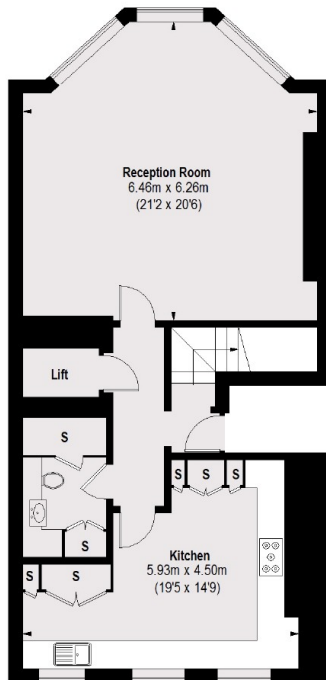 Reception Room
6.46m x 6.26m
(21'2 x 20'6)
Lift
S
S
S
S
S
S
S
Kitchen
5.93m x 4.50m
(19'5 x 14'9)